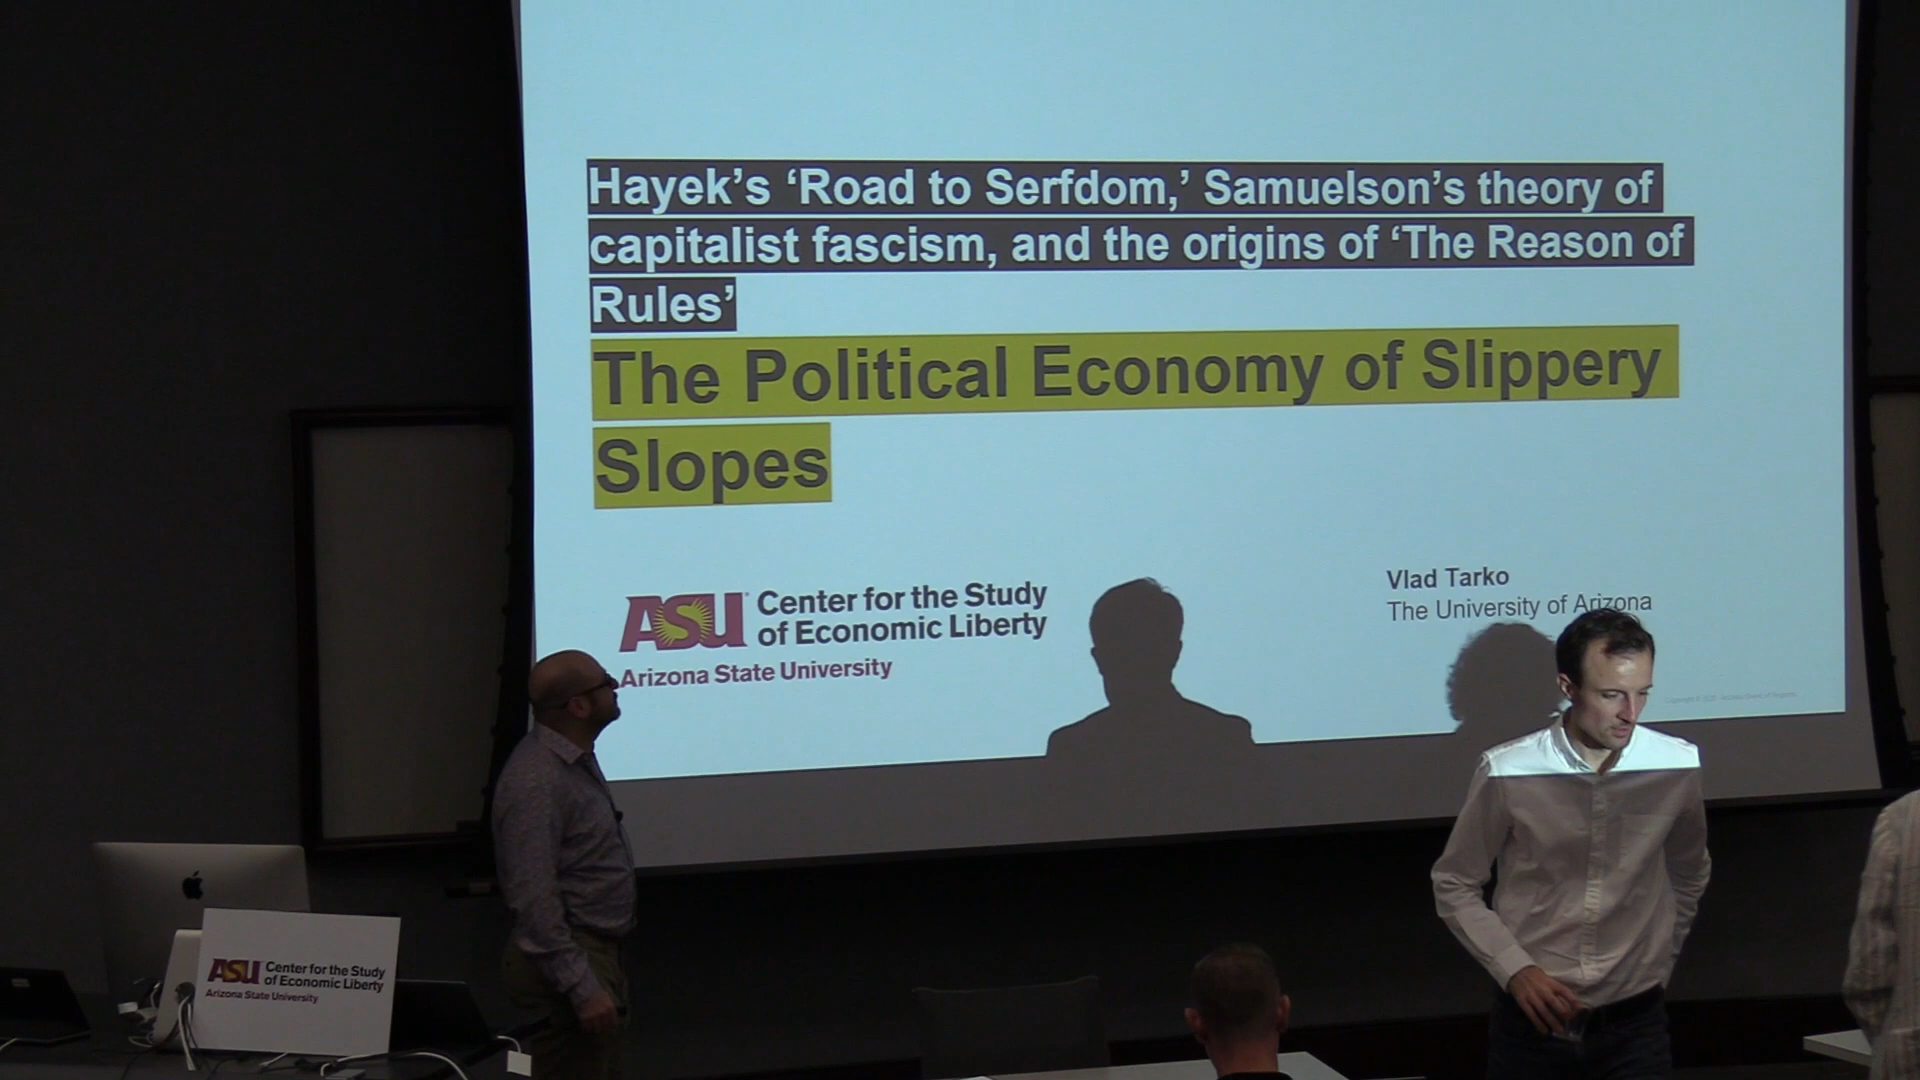 Hayek’s ‘Road to Serfdom,’ Samuelson’s theory of
capitalist fascism, and the origins of ‘The Reason of
Rules’
The Political Economy of Slippery
Slopes
ASU Center for the Study
of Economic Liberty
Arizona State University
Vlad Tarko
The University of Arizona
ASU Center for the Study
of Economic Liberty
Arizona State University